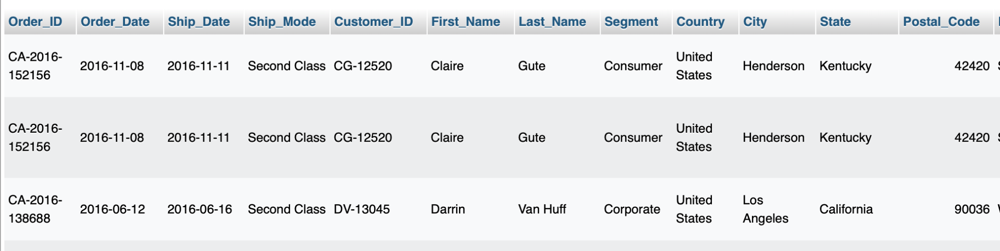 Order_ID Order_Date Ship_Date Ship_Mode Customer_ID First_Name Last_Name Segment Country City State Postal_Code
CA-2016-152156 2016-11-08 2016-11-11 Second Class CG-12520 Claire Gute Consumer United States Henderson Kentucky 42420
CA-2016-152156 2016-11-08 2016-11-11 Second Class CG-12520 Claire Gute Consumer United States Henderson Kentucky 42420
CA-2016-138688 2016-06-12 2016-06-16 Second Class DV-13045 Darrin Van Huff Corporate United States Los Angeles California 90036